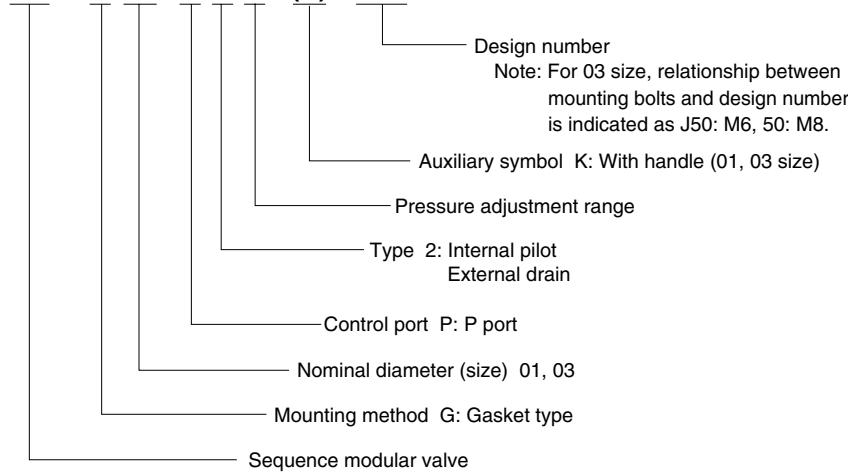 Design number
Note: For 03 size, relationship between
mounting bolts and design number
is indicated as J50: M6, 50: M8.
Auxiliary symbol K: With handle (01, 03 size)
Pressure adjustment range
Type 2: Internal pilot
External drain
Control port P: P port
Nominal diameter (size) 01, 03
Mounting method G: Gasket type
Sequence modular valve